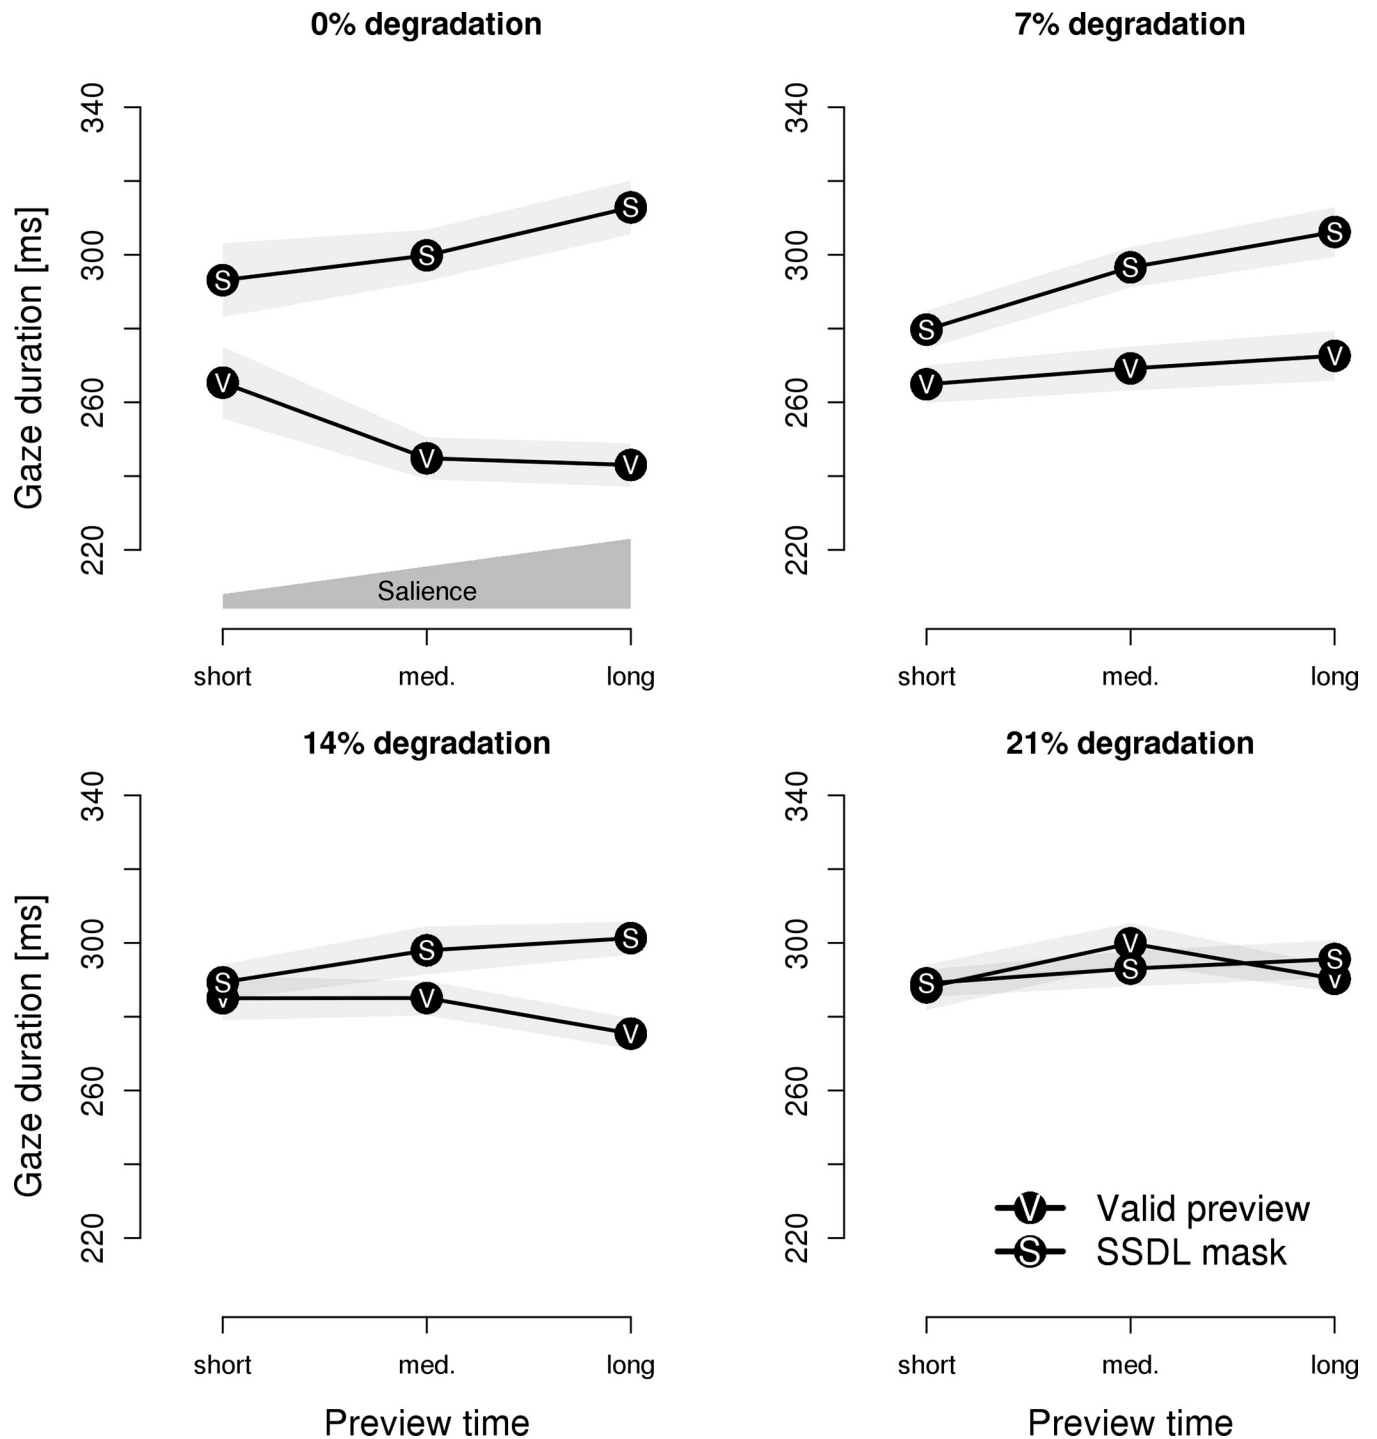 0% degradation
340
300
260
220
Gaze duration [ms]
S
S
S
V
V
V
Salience
short med. long
7% degradation
340
300
260
220
S
S
S
V
V
V
short med. long
14% degradation
340
300
260
220
Gaze duration [ms]
S
S
S
V
V
V
short med. long
Preview time
21% degradation
340
300
260
220
S
V
S
S
V
V Valid preview
S SSDL mask
short med. long
Preview time